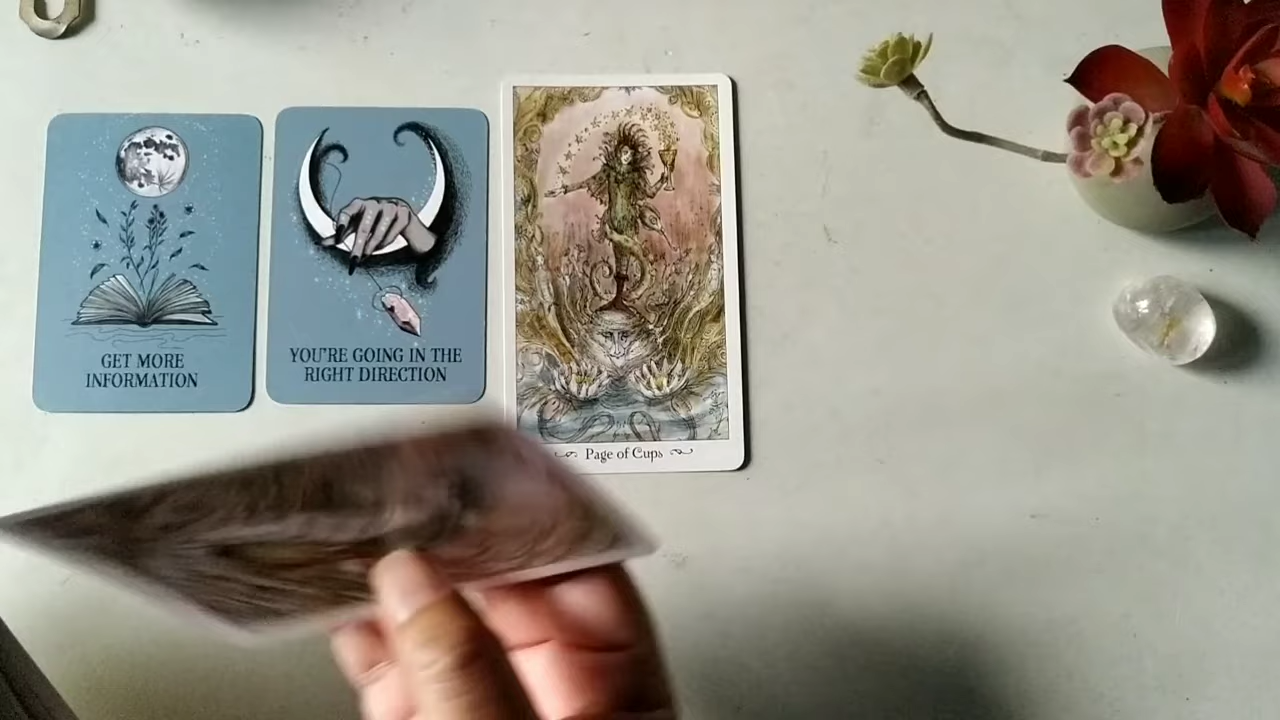 GET MORE
INFORMATION
YOU'RE GOING IN THE
RIGHT DIRECTION
Page of Cups